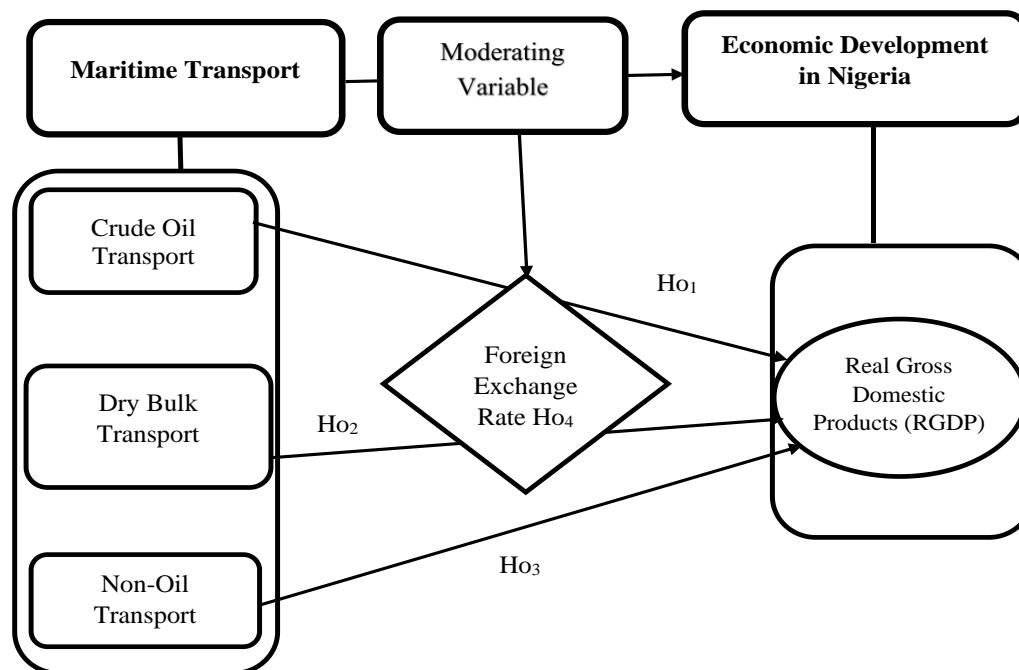 Maritime Transport
Moderating
Variable
Economic Development
in Nigeria
Crude Oil
Transport
Ho₁
Foreign
Exchange
Rate Ho₄
Real Gross
Domestic
Products (RGDP)
Dry Bulk
Transport
Ho₂
Ho₃
Non-Oil
Transport